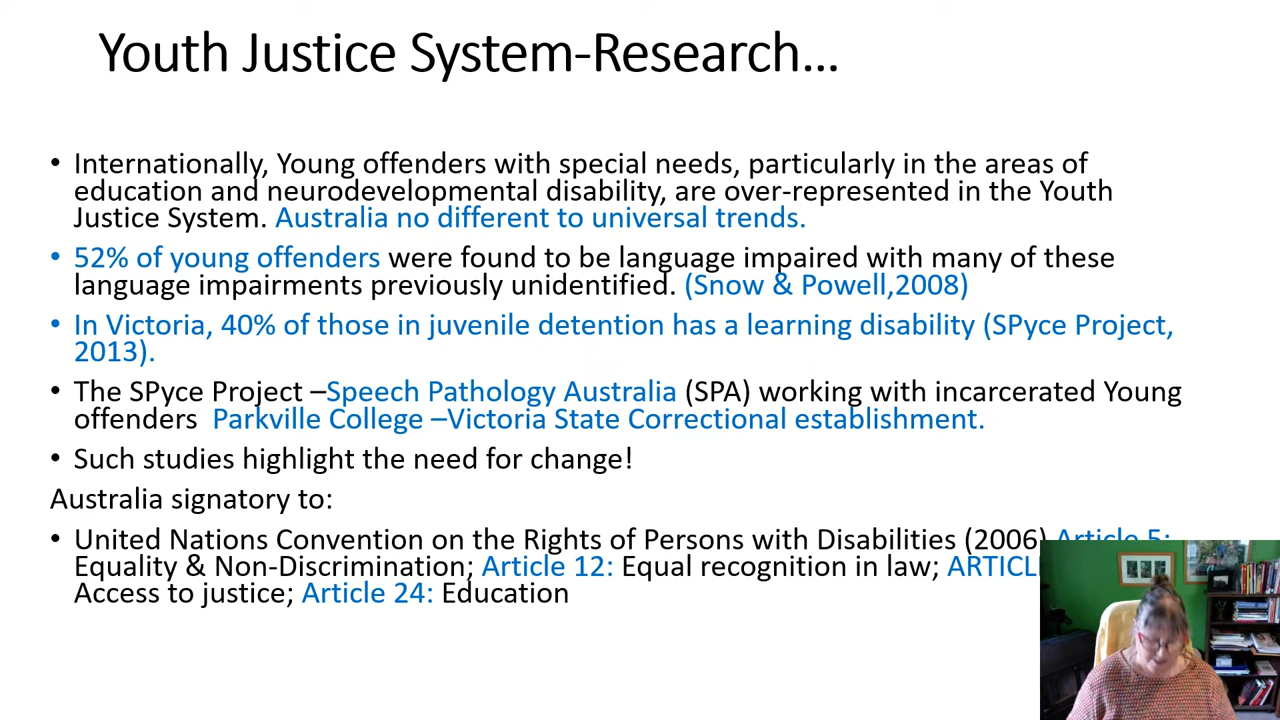 Youth Justice System-Research...
• Internationally, Young offenders with special needs, particularly in the areas of
education and neurodevelopmental disability, are over-represented in the Youth
Justice System. Australia no different to universal trends.
• 52% of young offenders were found to be language impaired with many of these
language impairments previously unidentified. (Snow & Powell,2008)
• In Victoria, 40% of those in juvenile detention has a learning disability (SPyce Project,
2013).
• The SPyce Project –Speech Pathology Australia (SPA) working with incarcerated Young
offenders Parkville College –Victoria State Correctional establishment.
• Such studies highlight the need for change!
Australia signatory to:
• United Nations Convention on the Rights of Persons with Disabilities (2006) Article 5:
Equality & Non-Discrimination; Article 12: Equal recognition in law;
Access to justice; Article 24: Education